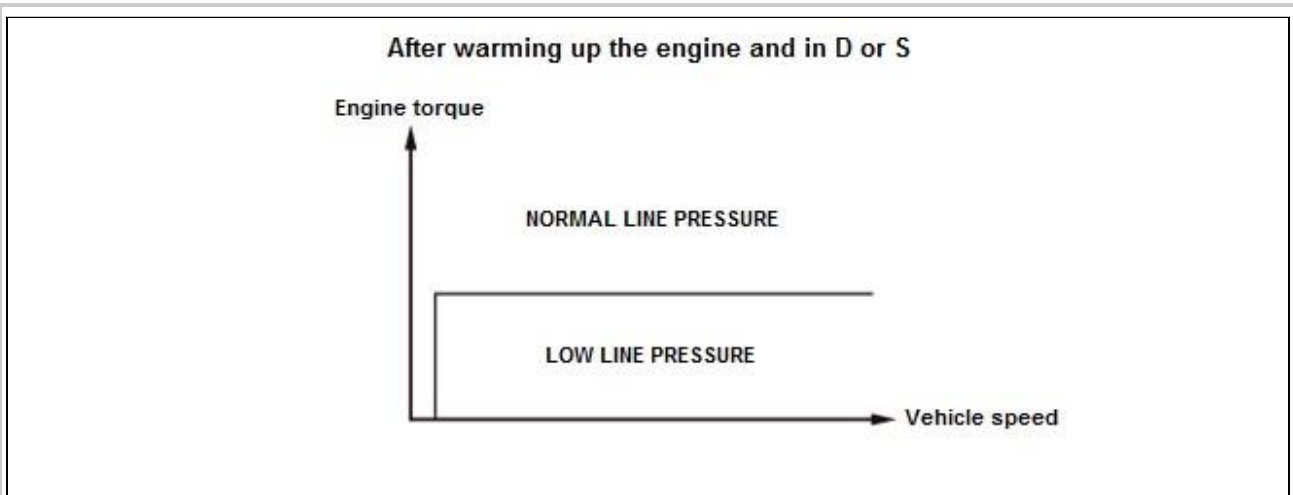 After warming up the engine and in D or S
Engine torque
NORMAL LINE PRESSURE
LOW LINE PRESSURE
Vehicle speed